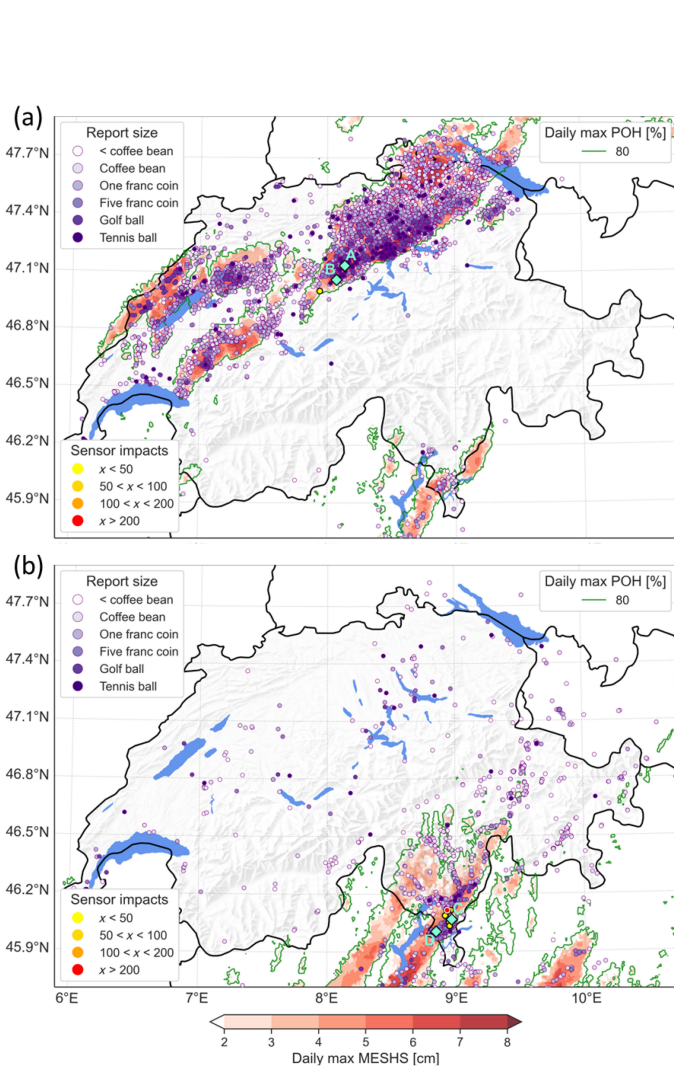 (a)
Report size
< coffee bean
Coffee bean
One franc coin
Five franc coin
Golf ball
Tennis ball
Daily max POH [%]
80
47.7°N
47.4°N
47.1°N
46.8°N
46.5°N
46.2°N
45.9°N
A
B
Sensor impacts
x < 50
50 < x < 100
100 < x < 200
x > 200
(b)
Report size
< coffee bean
Coffee bean
One franc coin
Five franc coin
Golf ball
Tennis ball
Daily max POH [%]
80
47.7°N
47.4°N
47.1°N
46.8°N
46.5°N
46.2°N
45.9°N
C
D
Sensor impacts
x < 50
50 < x < 100
100 < x < 200
x > 200
6°E 7°E 8°E 9°E 10°E
2 3 4 5 6 7 8
Daily max MESHS [cm]